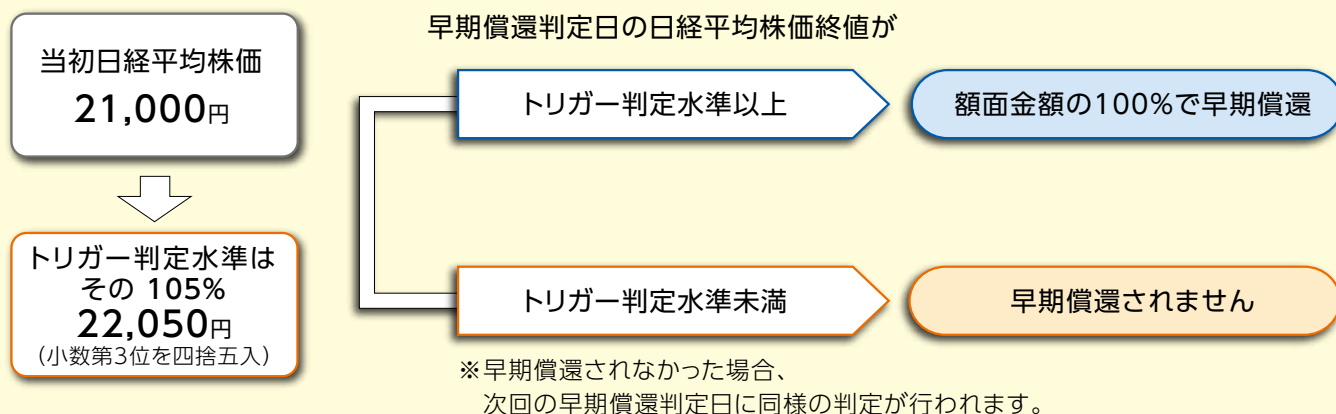 当初日経平均株価
21,000円
トリガー判定水準は
その 105%
22,050円
(小数第3位を四捨五入)
早期償還判定日の日経平均株価終値が
トリガー判定水準以上
額面金額の100%で早期償還
トリガー判定水準未満
早期償還されません
※早期償還されなかった場合、
次回の早期償還判定日に同様の判定が行われます。